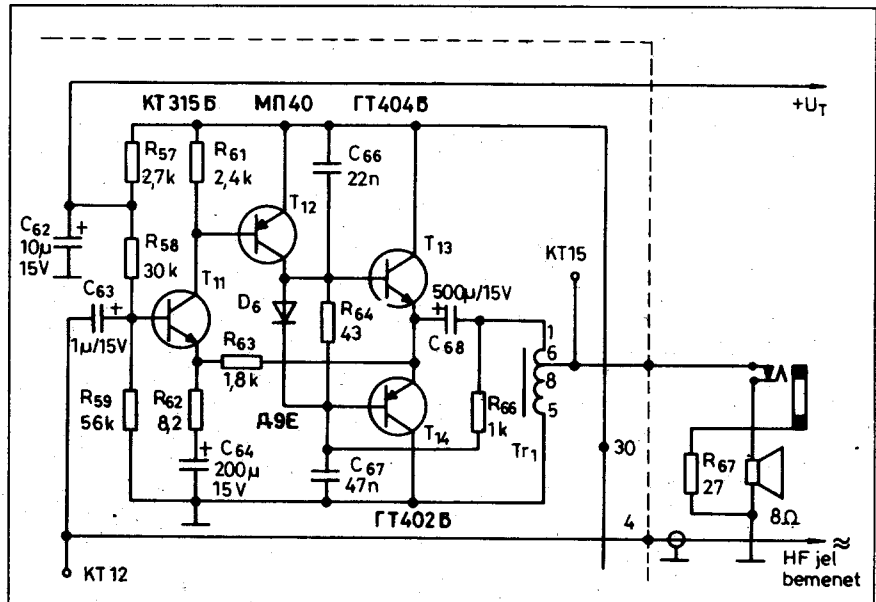 +U_T
КТ315Б МП40 ГТ404В
R57
2,7k
R61
2,4k
C66
22n
T12
C62 +
10µ
15V
R58
30k
T13
КТ15
C63
+
1µ/15V
T11
D6
R64
43
+
500µ/15V
C68
R63
1,8k
1
6
8
5
R59
56k
R62
8,2
Д9Е
T14
R66
1k
Tr1
C64 +
200µ
15V
C67
47n
30
R67
27
8Ω
ГТ402В
4
КТ12
HF jel
bemenet
≈